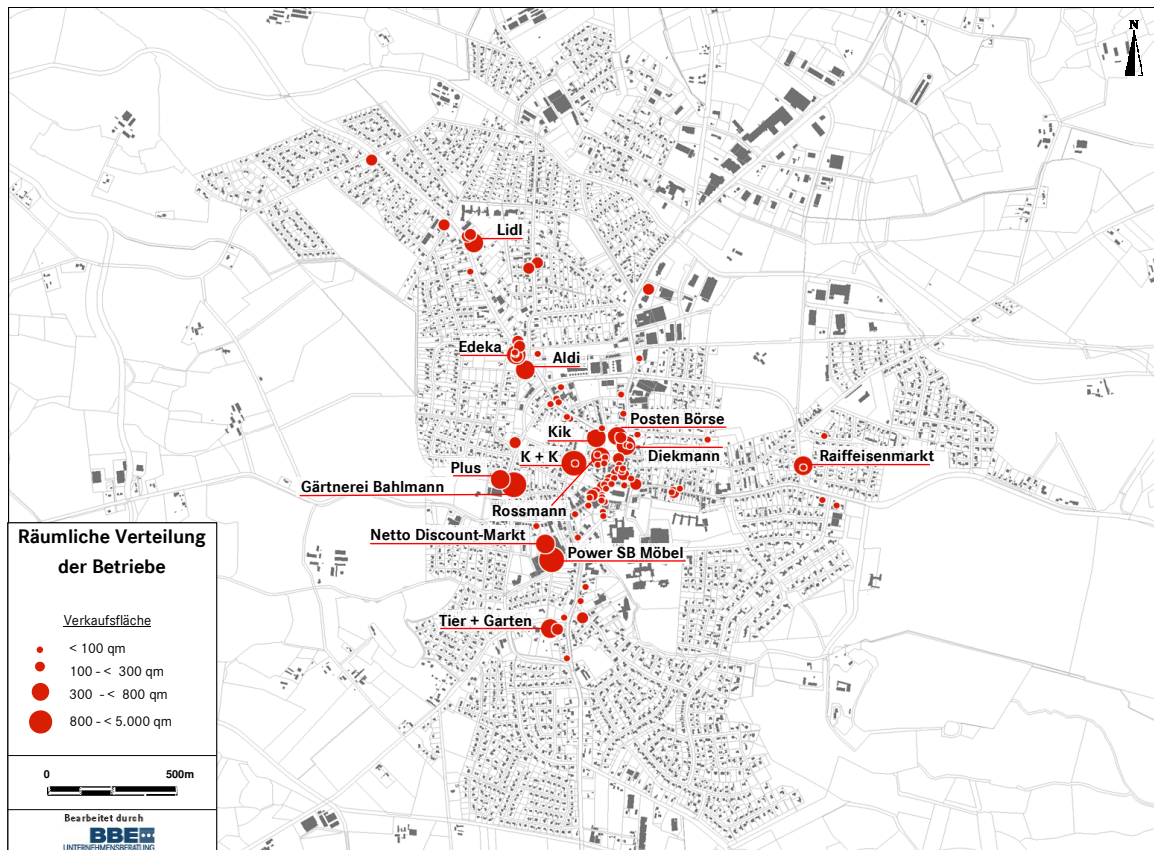 N
Lidl
Edeka
Aldi
Posten Börse
Kik
Diekmann
K + K
Raiffeisenmarkt
Plus
Gärtnerei Bahlmann
Rossmann
Netto Discount-Markt
Power SB Möbel
Tier + Garten
Räumliche Verteilung
der Betriebe
Verkaufsfläche
< 100 qm
100 - < 300 qm
300 - < 800 qm
800 - < 5.000 qm
0 500m
Bearbeitet durch
BBE
UNTERNEHMENSBERATUNG